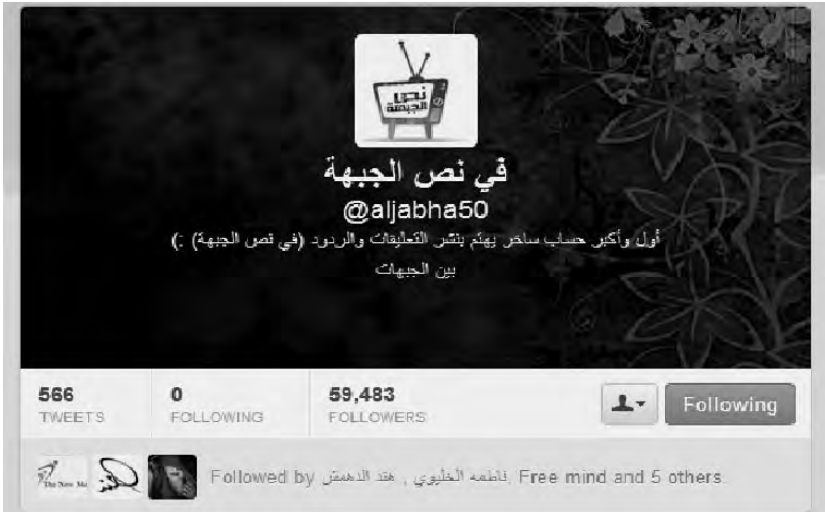 نص
الجبهة
في نص الجبهة
@aljabha50
أول وأكبر حساب ساخر يهتم بنشر التعليقات والردود (في قص الجبهة) :)
بين الجبهات
566 0 59,483 Following
TWEETS FOLLOWING FOLLOWERS
Followed by فاطمه الخليوي , هند الدهمش, Free mind and 5 others